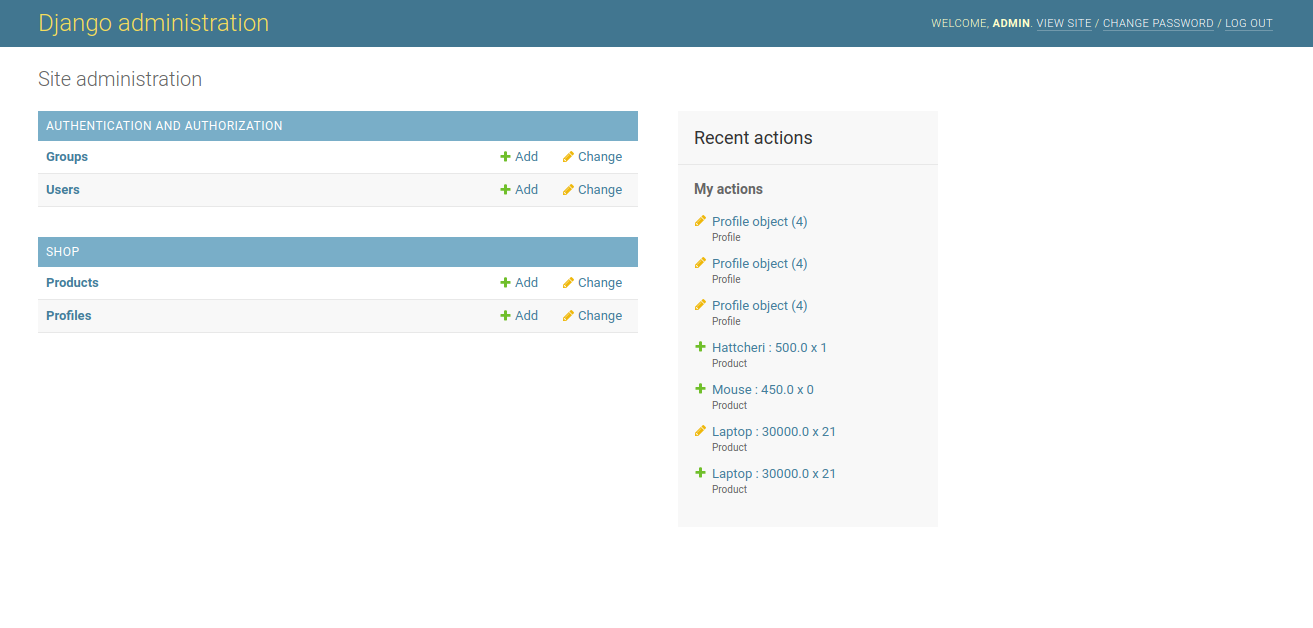 Django administration
WELCOME, ADMIN. VIEW SITE / CHANGE PASSWORD / LOG OUT
Site administration
AUTHENTICATION AND AUTHORIZATION
Groups Add Change
Users Add Change
SHOP
Products Add Change
Profiles Add Change
Recent actions
My actions
Profile object (4)
Profile
Profile object (4)
Profile
Profile object (4)
Profile
Hattcheri : 500.0 x 1
Product
Mouse : 450.0 x 0
Product
Laptop : 30000.0 x 21
Product
Laptop : 30000.0 x 21
Product